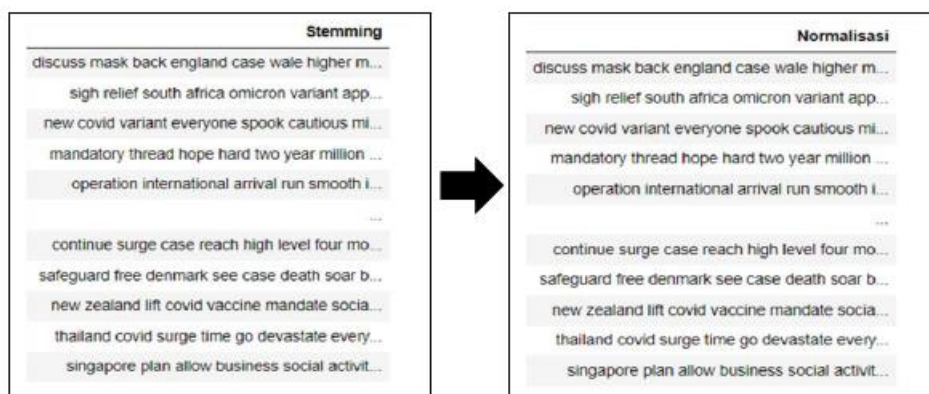 Stemming
discuss mask back england case wale higher m...
sigh relief south africa omicron variant app...
new covid variant everyone spook cautious mi...
mandatory thread hope hard two year million ...
operation international arrival run smooth i...
...
continue surge case reach high level four mo...
safeguard free denmark see case death soar b...
new zealand lift covid vaccine mandate socia...
thailand covid surge time go devastate every...
singapore plan allow business social activit...
Normalisasi
discuss mask back england case wale higher m...
sigh relief south africa omicron variant app...
new covid variant everyone spook cautious mi...
mandatory thread hope hard two year million ...
operation international arrival run smooth i...
...
continue surge case reach high level four mo...
safeguard free denmark see case death soar b...
new zealand lift covid vaccine mandate socia...
thailand covid surge time go devastate every...
singapore plan allow business social activit...